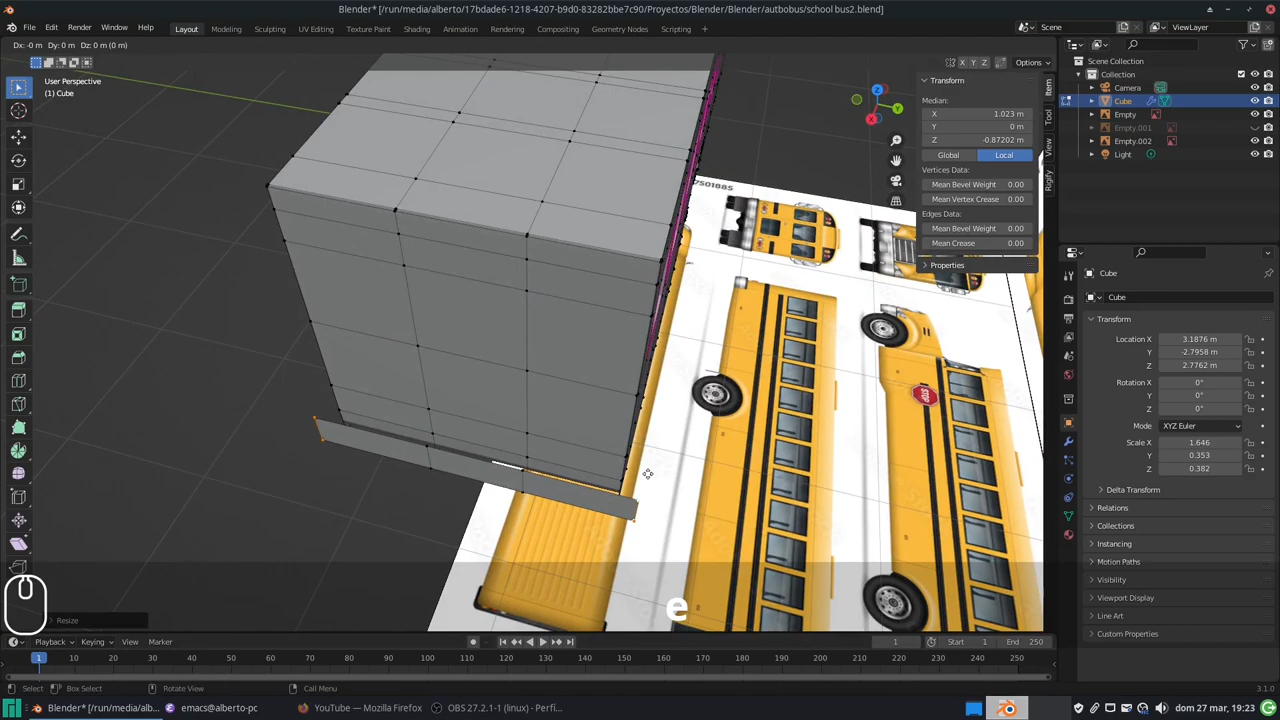 Blender* [/run/media/alberto/17bdade6-1218-4207-b9d0-83282bbe7c90/Proyectos/Blender/autbobus/school bus2.blend]
File Edit Render Window Help Layout Modeling Sculpting UV Editing Texture Paint Shading Animation Rendering Compositing Geometry Nodes Scripting Scene ViewLayer
Dx: -0 m Dy: 0 m Dz: 0 m (0 m)
X Y Z Options
User Perspective
(1) Cube
Transform
Median:
X 1.023 m
Y 0 m
Z -0.87202 m
Global Local
Vertices Data:
Mean Bevel Weight 0.00
Mean Vertex Crease 0.00
Edges Data:
Mean Bevel Weight 0.00
Mean Crease 0.00
Properties
Item
Tool
View
Rigify
Z
Y
X
7501885
STOP
e
Resize
Scene Collection
Collection
Camera
Cube
Empty
Empty.001
Empty.002
Light
Cube
Cube
Transform
Location X 3.1876 m
Y -2.7958 m
Z 2.7762 m
Rotation X 0°
Y 0°
Z 0°
Mode XYZ Euler
Scale X 1.646
Y 0.353
Z 0.382
Delta Transform
Relations
Collections
Instancing
Motion Paths
Visibility
Viewport Display
Line Art
Custom Properties
Playback Keying View Marker 1 Start 1 End 250
1 10 20 30 40 50 60 70 80 90 100 110 120 130 140 150 160 170 180 190 200 210 220 230 240 250
Select Box Select Rotate View Call Menu 3.1.0
Blender* [/run/media/alb... emacs@alberto-pc YouTube — Mozilla Firefox OBS 27.2.1-1 (linux) - Perfi... dom 27 mar, 19:23